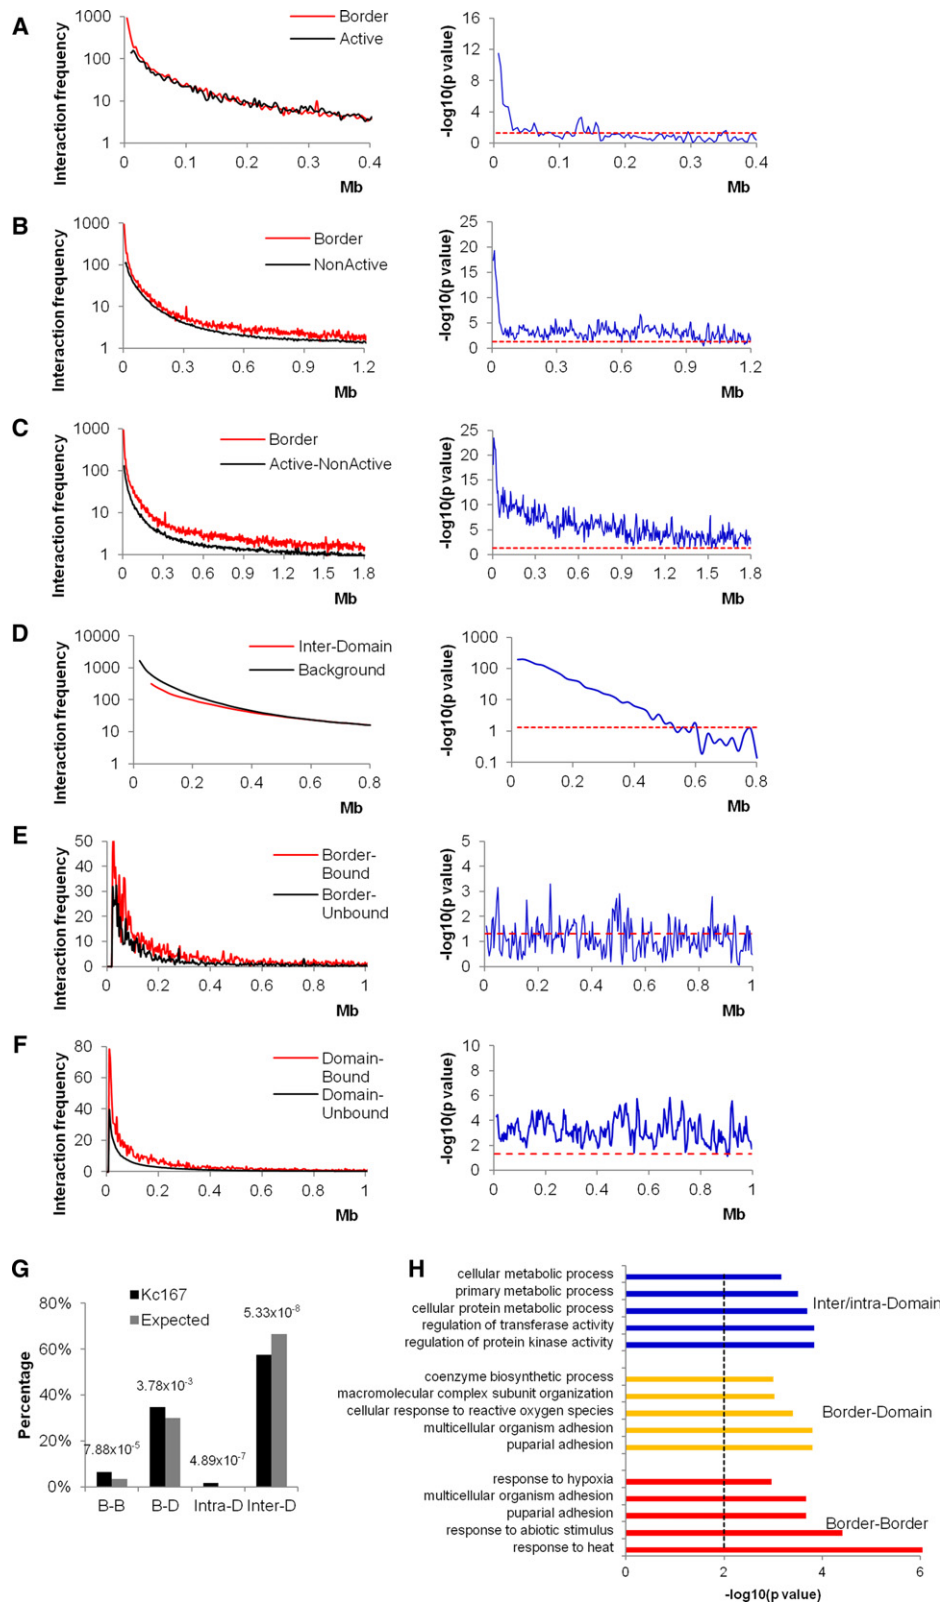 A
Interaction frequency
1000
100
10
1
Border
Active
0 0.1 0.2 0.3 0.4
Mb
-log10(p value)
16
12
8
4
0
0 0.1 0.2 0.3 0.4
Mb
B
Interaction frequency
1000
100
10
1
Border
NonActive
0 0.3 0.6 0.9 1.2
Mb
-log10(p value)
25
20
15
10
5
0
0 0.3 0.6 0.9 1.2
Mb
C
Interaction frequency
1000
100
10
1
Border
Active-NonActive
0 0.3 0.6 0.9 1.2 1.5 1.8
Mb
-log10(p value)
25
20
15
10
5
0
0 0.3 0.6 0.9 1.2 1.5 1.8
Mb
D
Interaction frequency
10000
1000
100
10
1
Inter-Domain
Background
0 0.2 0.4 0.6 0.8
Mb
-log10(p value)
1000
100
10
1
0.1
0 0.2 0.4 0.6 0.8
Mb
E
Interaction frequency
50
40
30
20
10
0
Border-
Bound
Border-
Unbound
0 0.2 0.4 0.6 0.8 1
Mb
-log10(p value)
5
4
3
2
1
0
0 0.2 0.4 0.6 0.8 1
Mb
F
Interaction frequency
80
60
40
20
0
Domain-
Bound
Domain-
Unbound
0 0.2 0.4 0.6 0.8 1
Mb
-log10(p value)
10
8
6
4
2
0
0 0.2 0.4 0.6 0.8 1
Mb
G
Percentage
80%
60%
40%
20%
0%
Kc167
Expected
7.88x10-5
3.78x10-3
4.89x10-7
5.33x10-8
B-B B-D Intra-D Inter-D
H
cellular metabolic process
primary metabolic process
cellular protein metabolic process
regulation of transferase activity
regulation of protein kinase activity
Inter/intra-Domain
coenzyme biosynthetic process
macromolecular complex subunit organization
cellular response to reactive oxygen species
multicellular organism adhesion
puparial adhesion
Border-Domain
response to hypoxia
multicellular organism adhesion
puparial adhesion
response to abiotic stimulus
response to heat
Border-Border
0 2 4 6
-log10(p value)